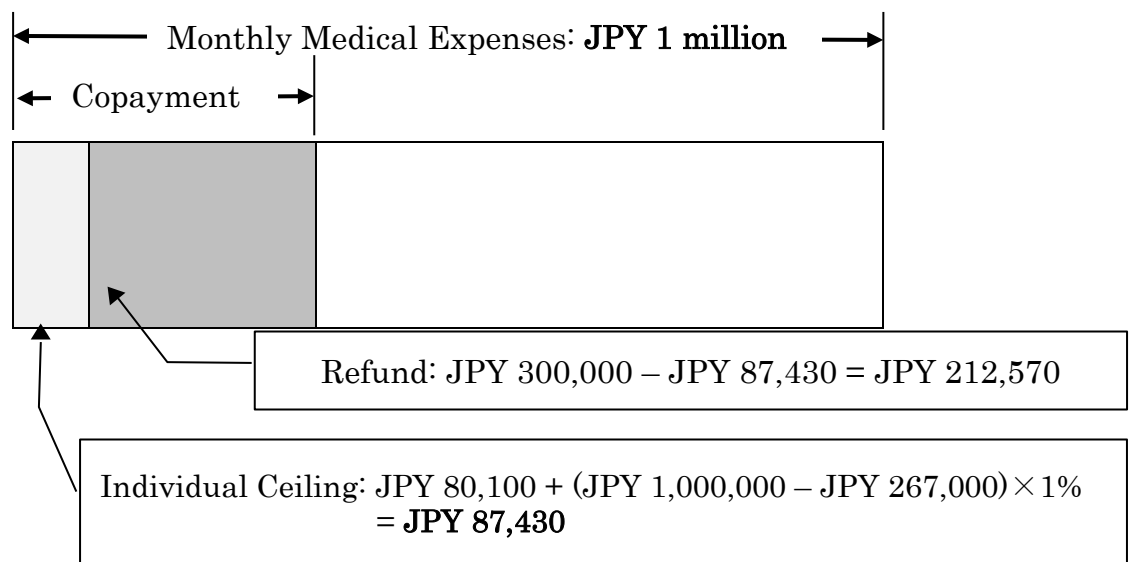 Monthly Medical Expenses: JPY 1 million
Copayment
Refund: JPY 300,000 – JPY 87,430 = JPY 212,570
Individual Ceiling: JPY 80,100 + (JPY 1,000,000 – JPY 267,000)×1%
= JPY 87,430